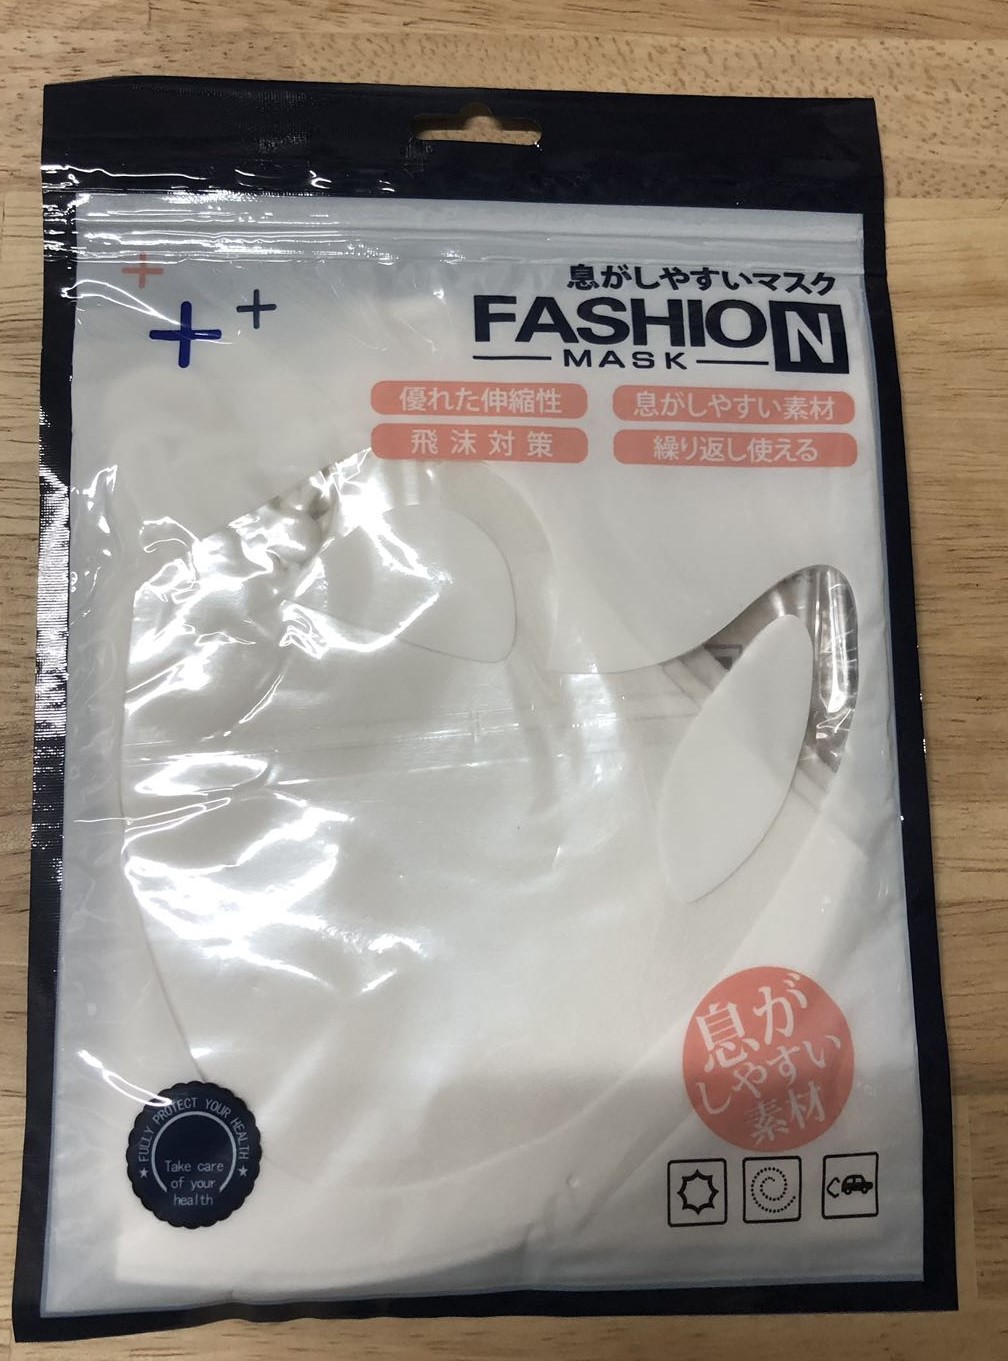 息がしやすいマスク
FASHION
MASK
優れた伸縮性
息がしやすい素材
飛沫対策
繰り返し使える
息が
しやすい
素材
FULLY PROTECT YOUR HEALTH
Take care
of your
health